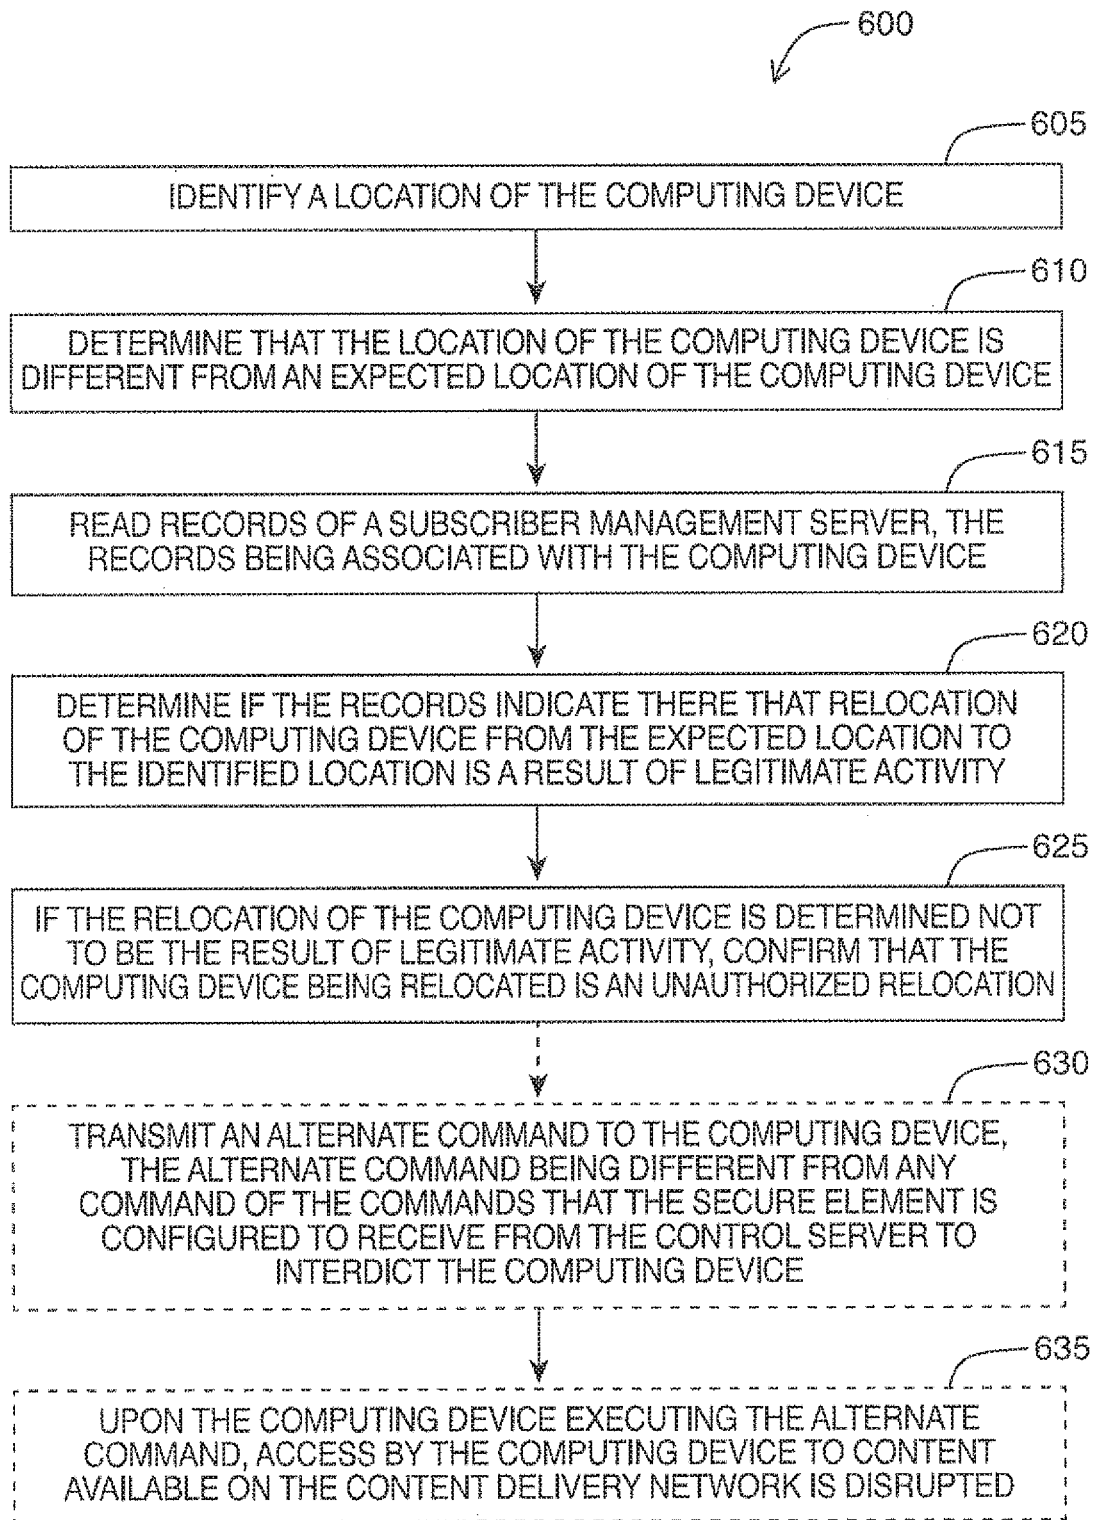 600
605
IDENTIFY A LOCATION OF THE COMPUTING DEVICE
610
DETERMINE THAT THE LOCATION OF THE COMPUTING DEVICE IS
DIFFERENT FROM AN EXPECTED LOCATION OF THE COMPUTING DEVICE
615
READ RECORDS OF A SUBSCRIBER MANAGEMENT SERVER, THE
RECORDS BEING ASSOCIATED WITH THE COMPUTING DEVICE
620
DETERMINE IF THE RECORDS INDICATE THERE THAT RELOCATION
OF THE COMPUTING DEVICE FROM THE EXPECTED LOCATION TO
THE IDENTIFIED LOCATION IS A RESULT OF LEGITIMATE ACTIVITY
625
IF THE RELOCATION OF THE COMPUTING DEVICE IS DETERMINED NOT
TO BE THE RESULT OF LEGITIMATE ACTIVITY, CONFIRM THAT THE
COMPUTING DEVICE BEING RELOCATED IS AN UNAUTHORIZED RELOCATION
630
TRANSMIT AN ALTERNATE COMMAND TO THE COMPUTING DEVICE,
THE ALTERNATE COMMAND BEING DIFFERENT FROM ANY
COMMAND OF THE COMMANDS THAT THE SECURE ELEMENT IS
CONFIGURED TO RECEIVE FROM THE CONTROL SERVER TO
INTERDICT THE COMPUTING DEVICE
635
UPON THE COMPUTING DEVICE EXECUTING THE ALTERNATE
COMMAND, ACCESS BY THE COMPUTING DEVICE TO CONTENT
AVAILABLE ON THE CONTENT DELIVERY NETWORK IS DISRUPTED